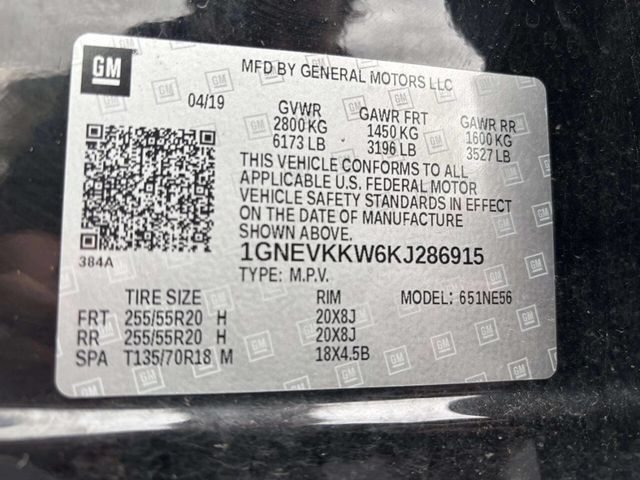 GM
MFD BY GENERAL MOTORS LLC
04/19 GVWR GAWR FRT GAWR RR
2800 KG 1450 KG 1600 KG
6173 LB 3196 LB 3527 LB
THIS VEHICLE CONFORMS TO ALL
APPLICABLE U.S. FEDERAL MOTOR
VEHICLE SAFETY STANDARDS IN EFFECT
ON THE DATE OF MANUFACTURE
SHOWN ABOVE. 1GNEVKKW6KJ286915
384A
TYPE: M.P.V.
TIRE SIZE RIM MODEL: 651NE56
FRT 255/55R20 H 20X8J
RR 255/55R20 H 20X8J
SPA T135/70R18 M 18X4.5B